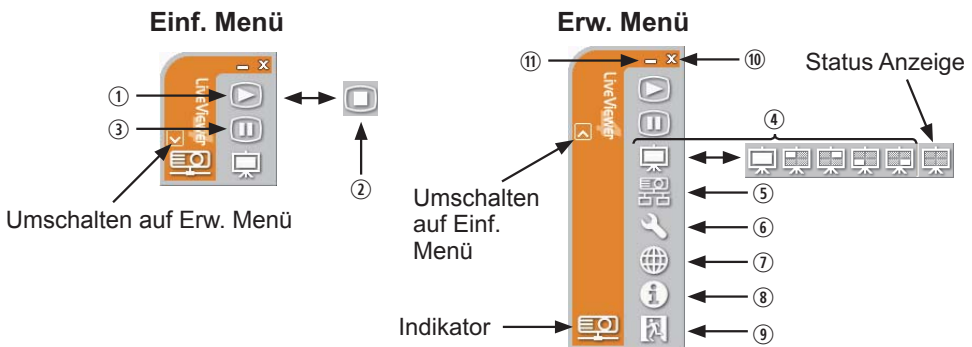 Einf. Menü
Erw. Menü
LiveViewer
①
③
②
Umschalten auf Erw. Menü
LiveViewer
⑪
⑩
Status Anzeige
④
Umschalten
auf Einf.
Menü
⑤
⑥
⑦
⑧
Indikator
⑨